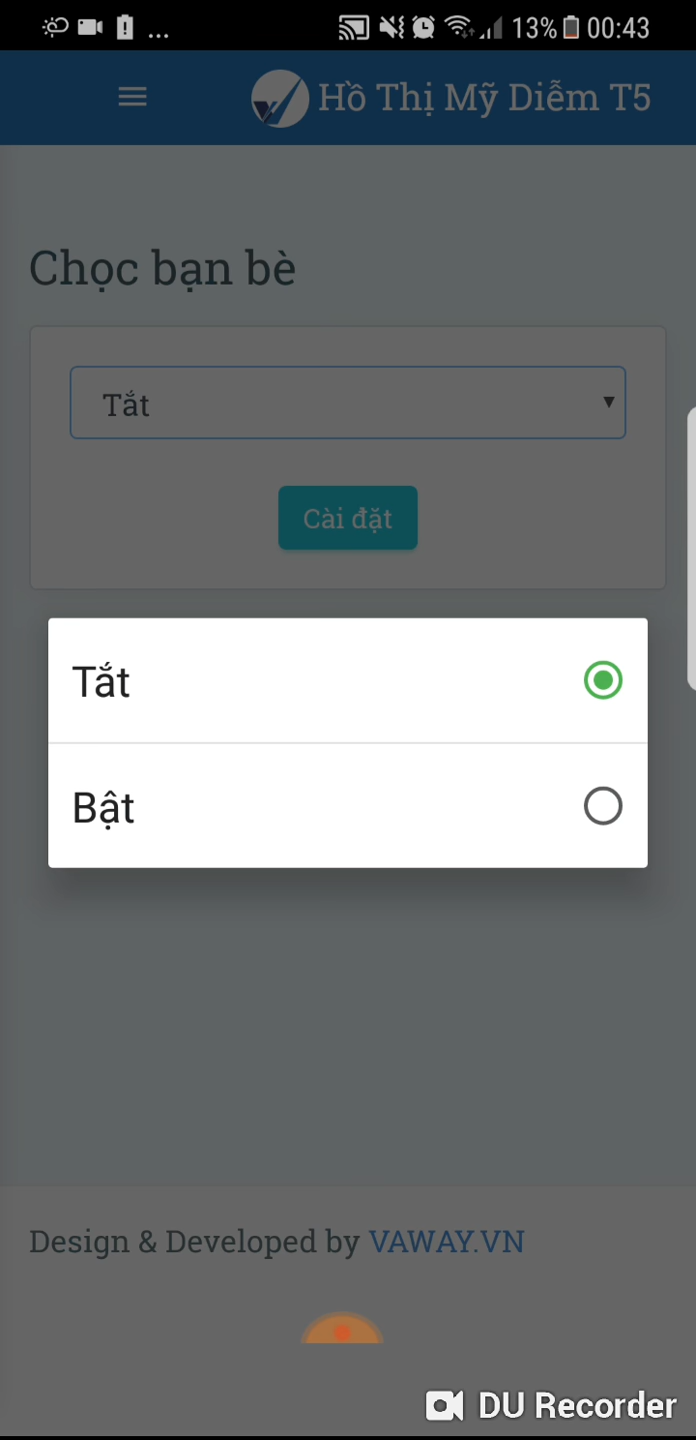 ... 13% 00:43
Hồ Thị Mỹ Diễm T5
Chọc bạn bè
Tắt
Cài đặt
Tắt
Bật
Design & Developed by VAWAY.VN
DU Recorder